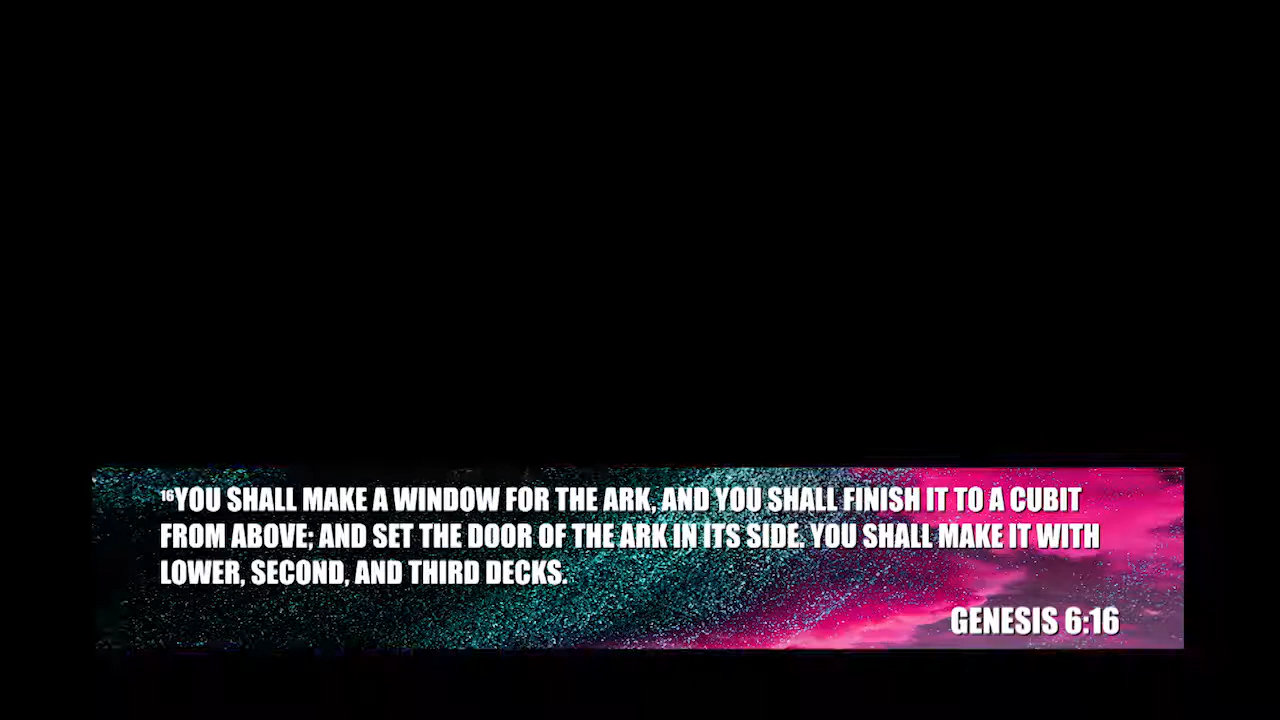 16YOU SHALL MAKE A WINDOW FOR THE ARK, AND YOU SHALL FINISH IT TO A CUBIT
FROM ABOVE; AND SET THE DOOR OF THE ARK IN ITS SIDE. YOU SHALL MAKE IT WITH
LOWER, SECOND, AND THIRD DECKS.
GENESIS 6:16